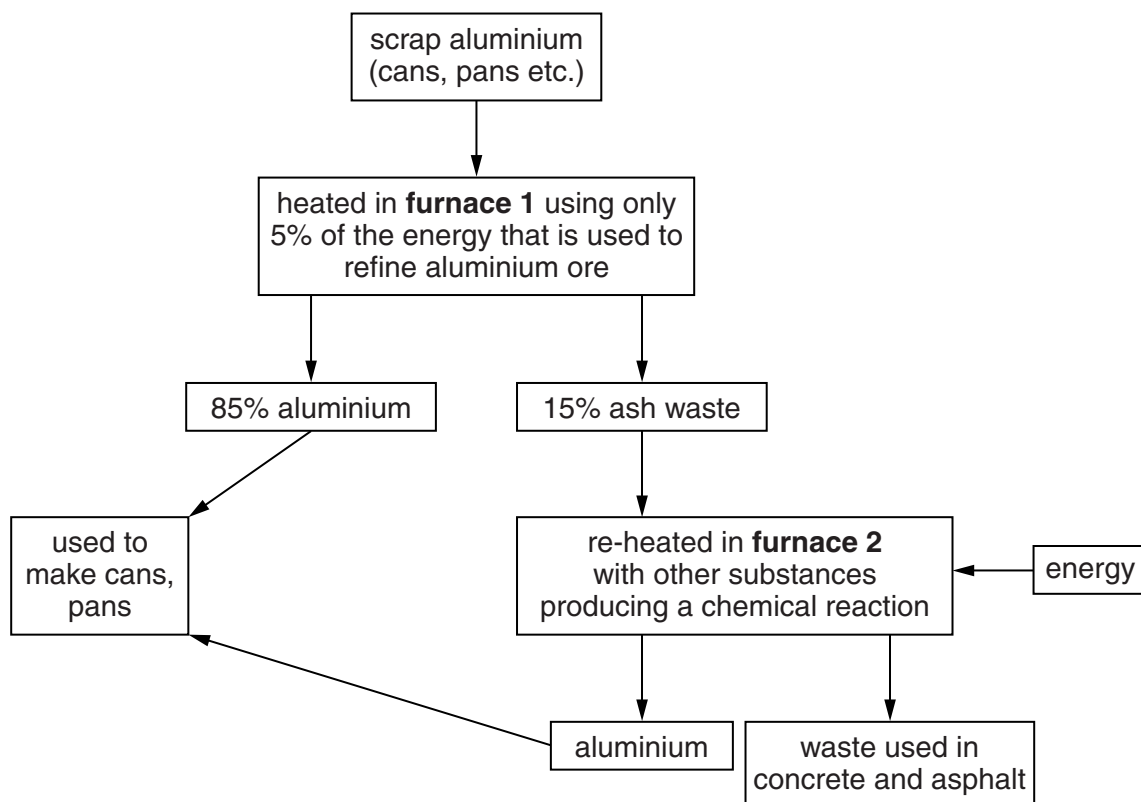 scrap aluminium
(cans, pans etc.)
heated in furnace 1 using only
5% of the energy that is used to
refine aluminium ore
85% aluminium
15% ash waste
used to
make cans,
pans
re-heated in furnace 2
with other substances
producing a chemical reaction
energy
aluminium
waste used in
concrete and asphalt